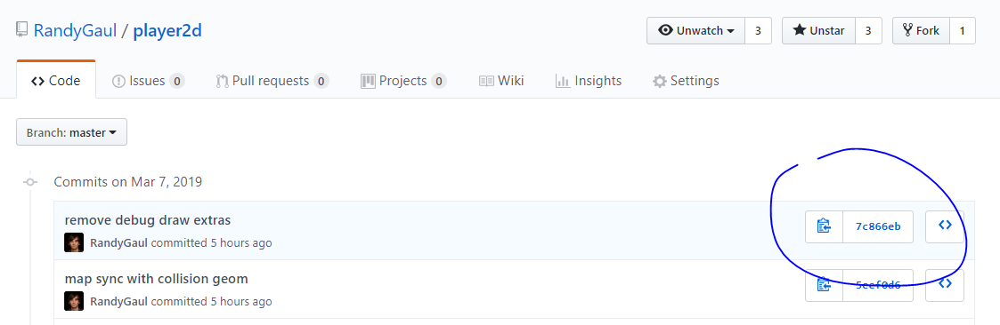 RandyGaul / player2d
Unwatch 3 Unstar 3 Fork 1
Code Issues 0 Pull requests 0 Projects 0 Wiki Insights Settings
Branch: master
Commits on Mar 7, 2019
remove debug draw extras
7c866eb
RandyGaul committed 5 hours ago
map sync with collision geom
5eef0d6
RandyGaul committed 5 hours ago